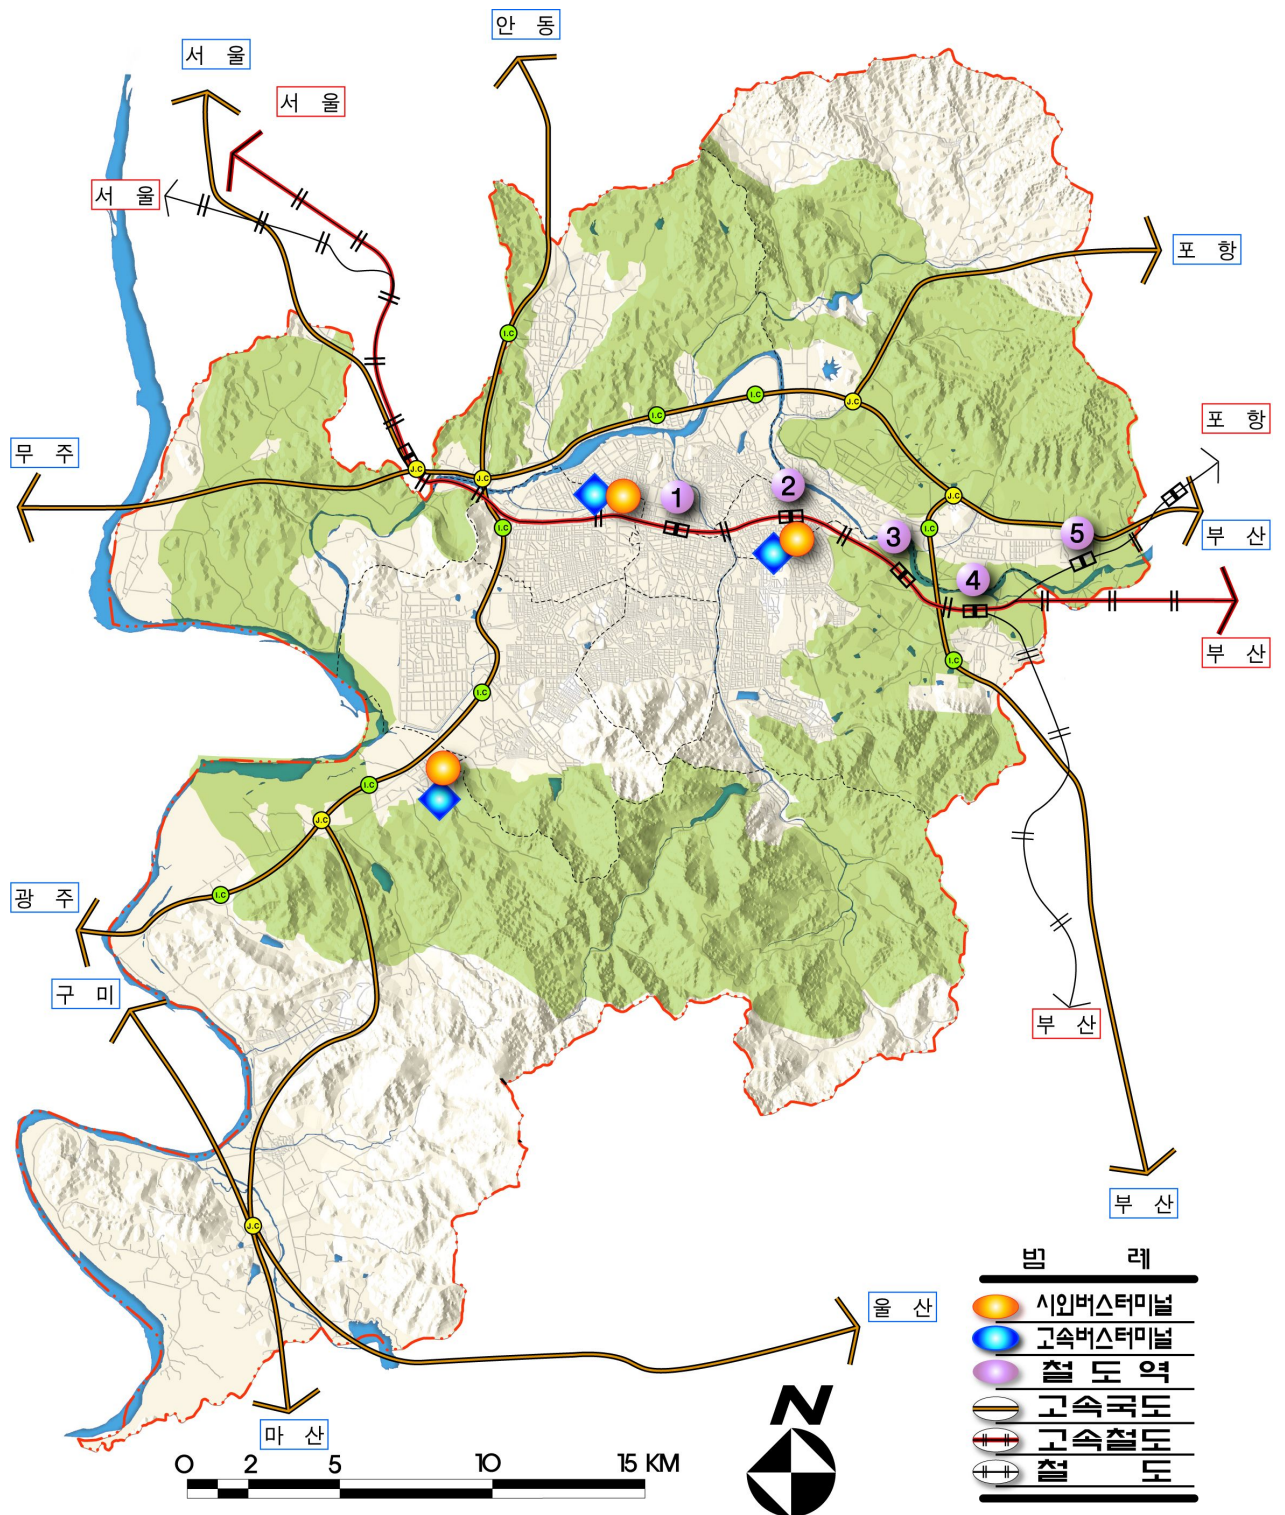 안 동
서 울
서 울
서 울
포 항
I.C
I.C
I.C
J.C
포 항
무 주
J.C
J.C
1
2
J.C
I.C
I.C
3
5
부 산
4
부 산
I.C
I.C
I.C
J.C
광 주
I.C
구 미
부 산
부 산
J.C
울 산
마 산
범 례
시외버스터미널
고속버스터미널
철 도 역
고속국도
고속철도
철 도
N
0 2 5 10 15 KM